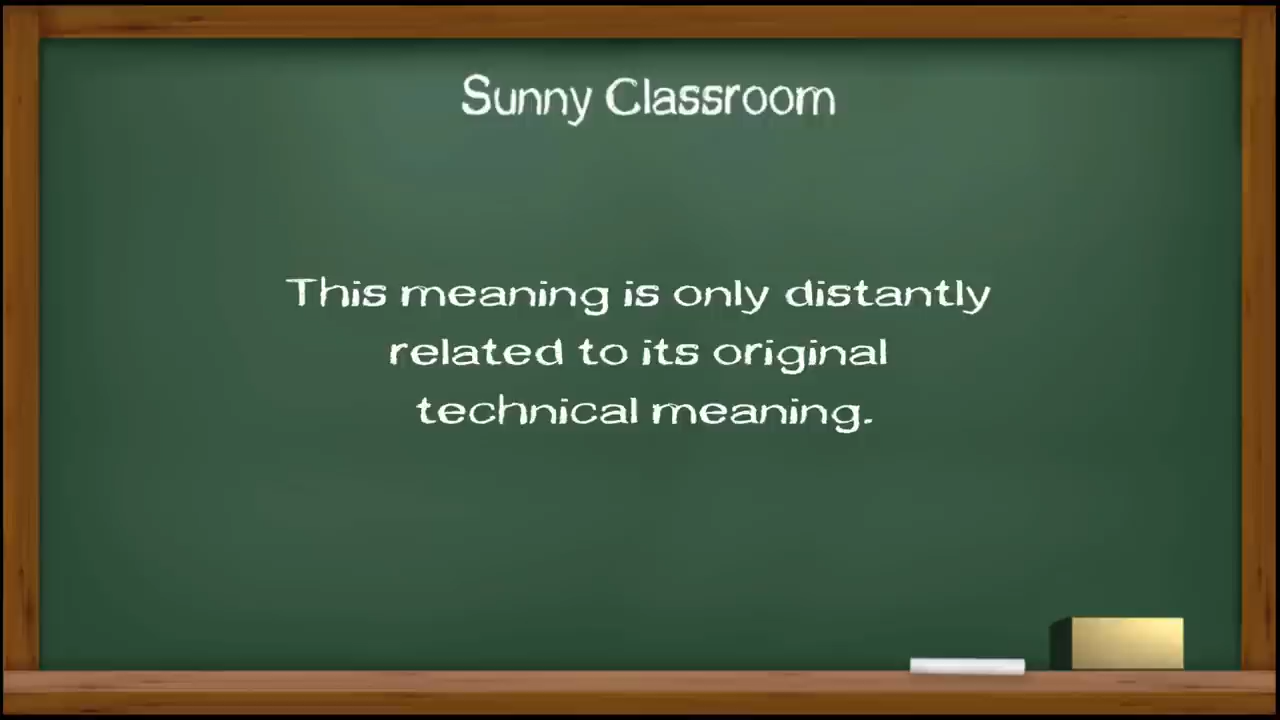 Sunny Classroom
This meaning is only distantly
related to its original
technical meaning.